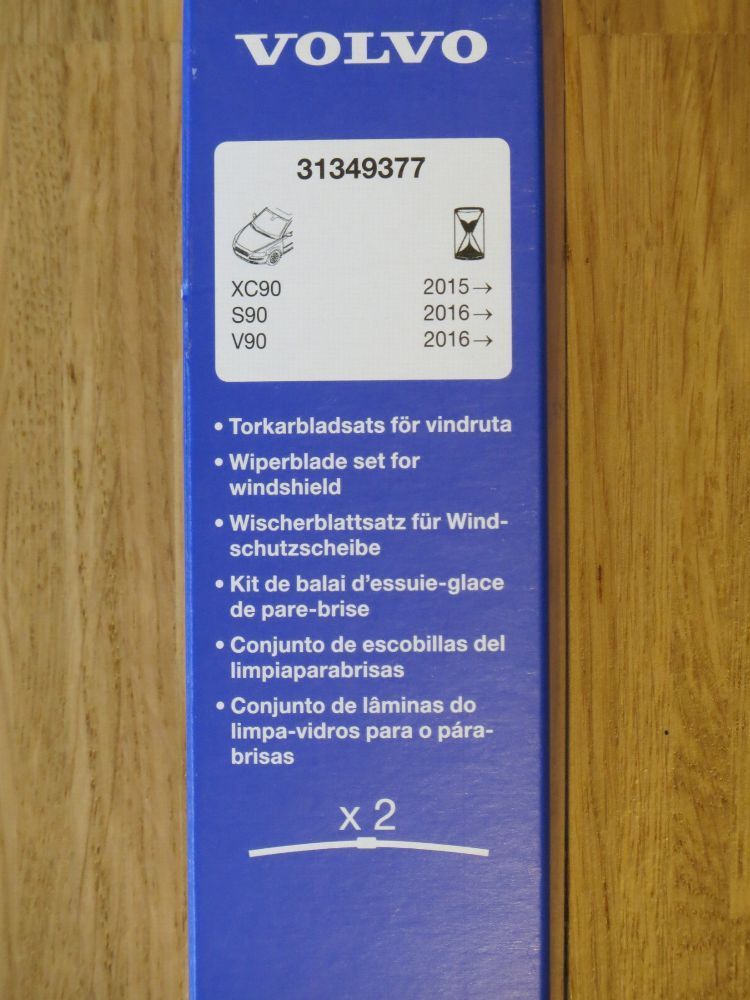 VOLVO
31349377
XC90 2015→
S90 2016→
V90 2016→
• Torkarbladsats för vindruta
• Wiperblade set for
windshield
• Wischerblattsatz für Wind-
schutzscheibe
• Kit de balai d'essuie-glace
de pare-brise
• Conjunto de escobillas del
limpiaparabrisas
• Conjunto de lâminas do
limpa-vidros para o pára-
brisas
x 2